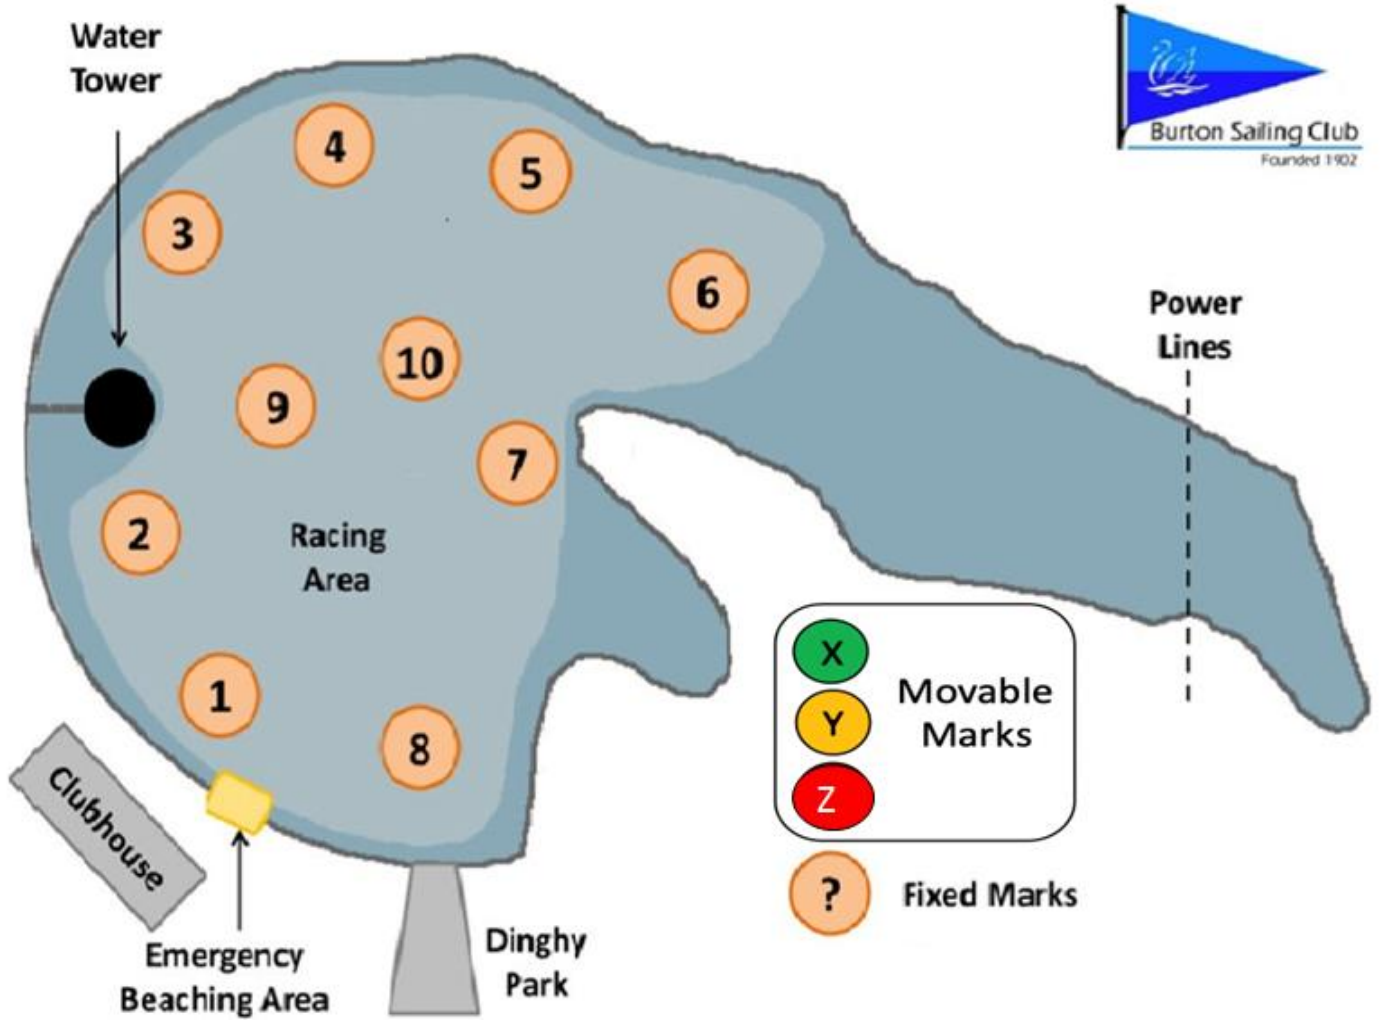 Water
Tower
Burton Sailing Club
Founded 1902
4
5
3
6
Power
Lines
10
9
7
2
Racing
Area
1
8
X
Y
Z
Movable
Marks
Clubhouse
?
Fixed Marks
Emergency
Beaching Area
Dinghy
Park